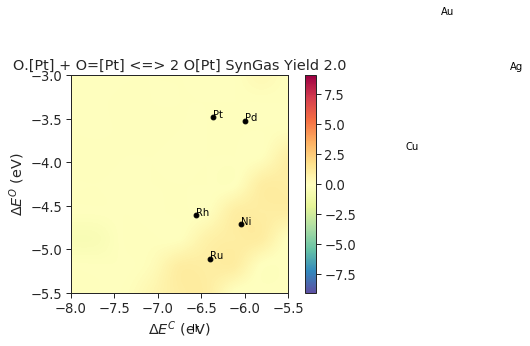 Au
Ag
O.[Pt] + O=[Pt] <=> 2 O[Pt] SynGas Yield 2.0
Cu
Pt
Pd
Rh
Ni
Ru
Ir
−3.0
−3.5
−4.0
−4.5
−5.0
−5.5
ΔE^O (eV)
−8.0 −7.5 −7.0 −6.5 −6.0 −5.5
ΔE^C (eV)
7.5
5.0
2.5
0.0
−2.5
−5.0
−7.5